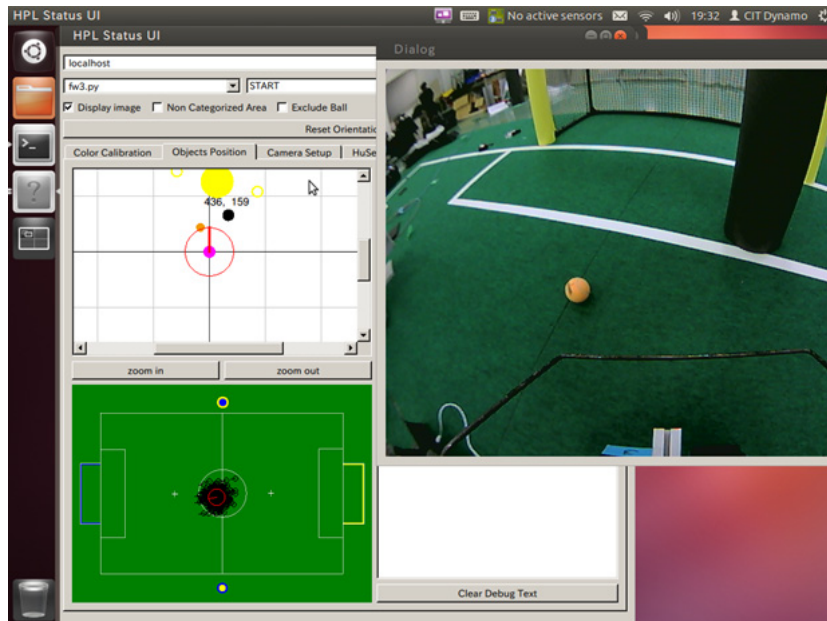 HPL Status UI
No active sensors
19:32
CIT Dynamo
HPL Status UI
Dialog
localhost
fw3.py
START
Display image
Non Categorized Area
Exclude Ball
Reset Orientatio
Color Calibration
Objects Position
Camera Setup
HuSe
436, 159
zoom in
zoom out
Clear Debug Text